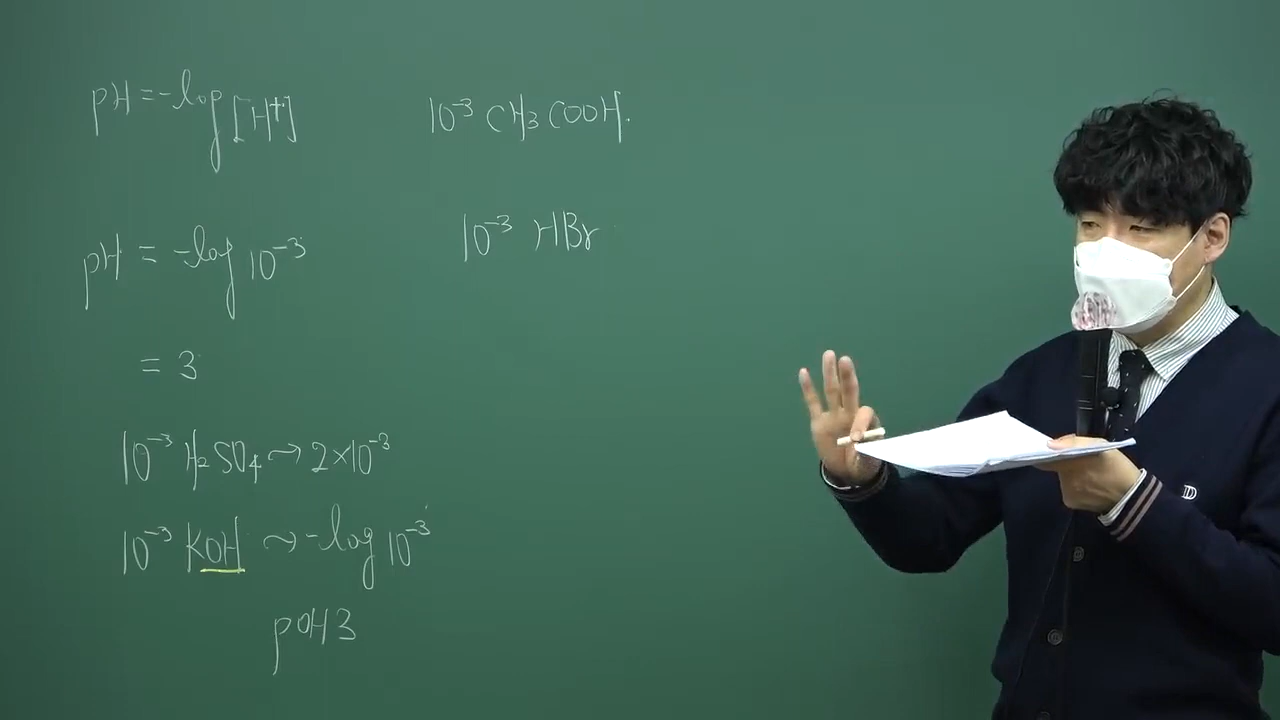 pH = -log [H⁺]
10⁻³ CH₃COOH.
pH = -log 10⁻³
10⁻³ HBr
= 3
10⁻³ H₂SO₄ → 2×10⁻³
10⁻³ KOH → -log 10⁻³
pOH 3